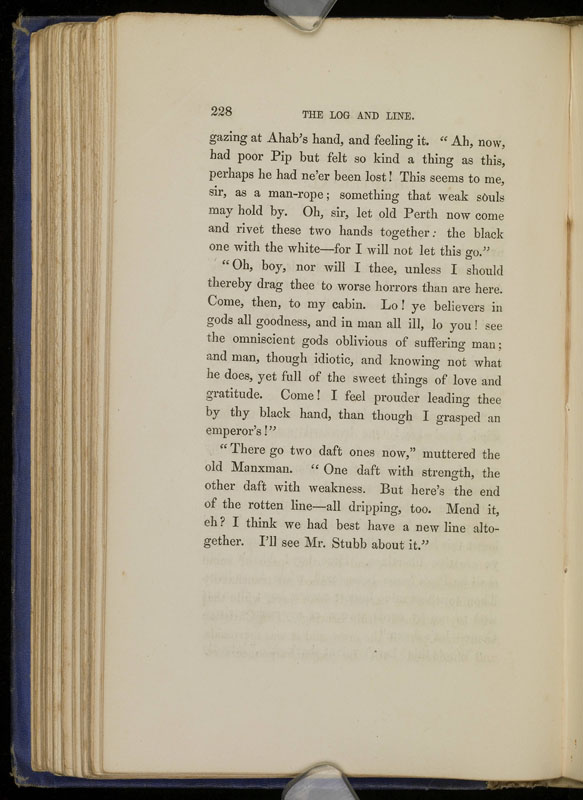 228 THE LOG AND LINE.
gazing at Ahab's hand, and feeling it. “Ah, now,
had poor Pip but felt so kind a thing as this,
perhaps he had ne'er been lost! This seems to me,
sir, as a man-rope; something that weak souls
may hold by. Oh, sir, let old Perth now come
and rivet these two hands together: the black
one with the white—for I will not let this go.”
“Oh, boy, nor will I thee, unless I should
thereby drag thee to worse horrors than are here.
Come, then, to my cabin. Lo! ye believers in
gods all goodness, and in man all ill, lo you! see
the omniscient gods oblivious of suffering man;
and man, though idiotic, and knowing not what
he does, yet full of the sweet things of love and
gratitude. Come! I feel prouder leading thee
by thy black hand, than though I grasped an
emperor's!”
“There go two daft ones now,” muttered the
old Manxman. “One daft with strength, the
other daft with weakness. But here's the end
of the rotten line—all dripping, too. Mend it,
eh? I think we had best have a new line alto-
gether. I'll see Mr. Stubb about it.”